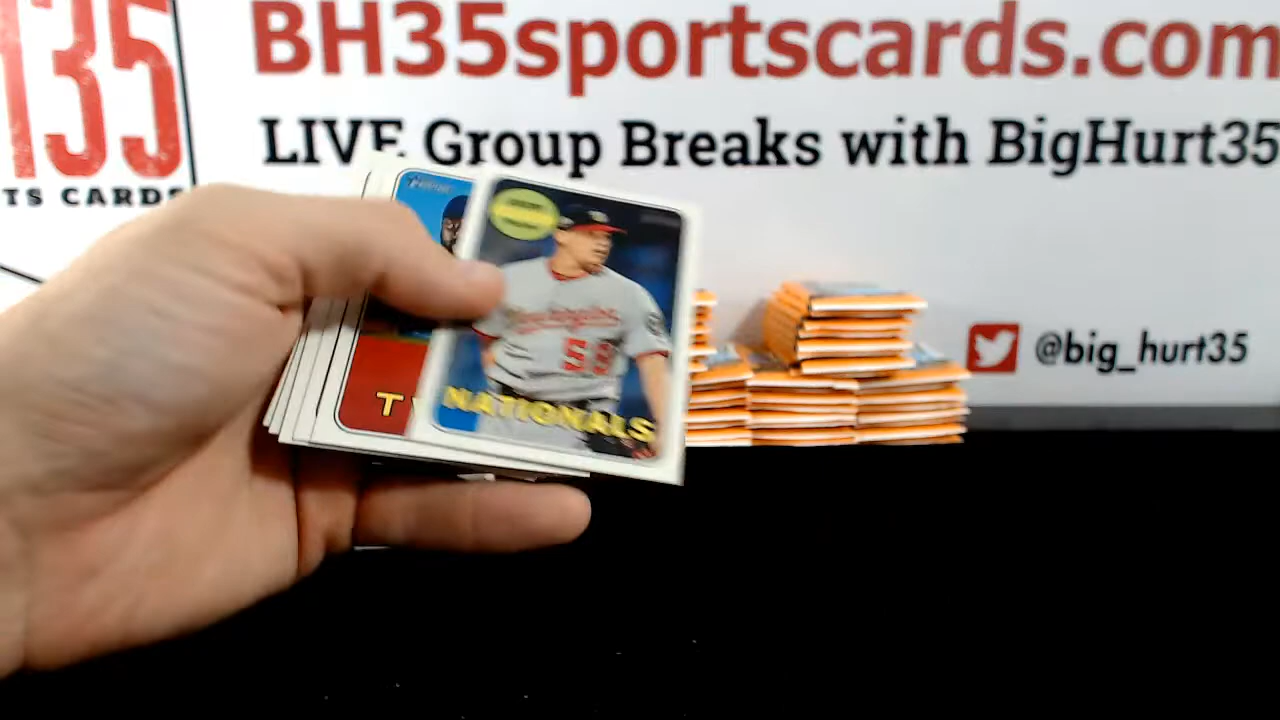 135
TS CARDS
BH35sportscards.com
LIVE Group Breaks with BigHurt35
@big_hurt35
NATIONALS
T